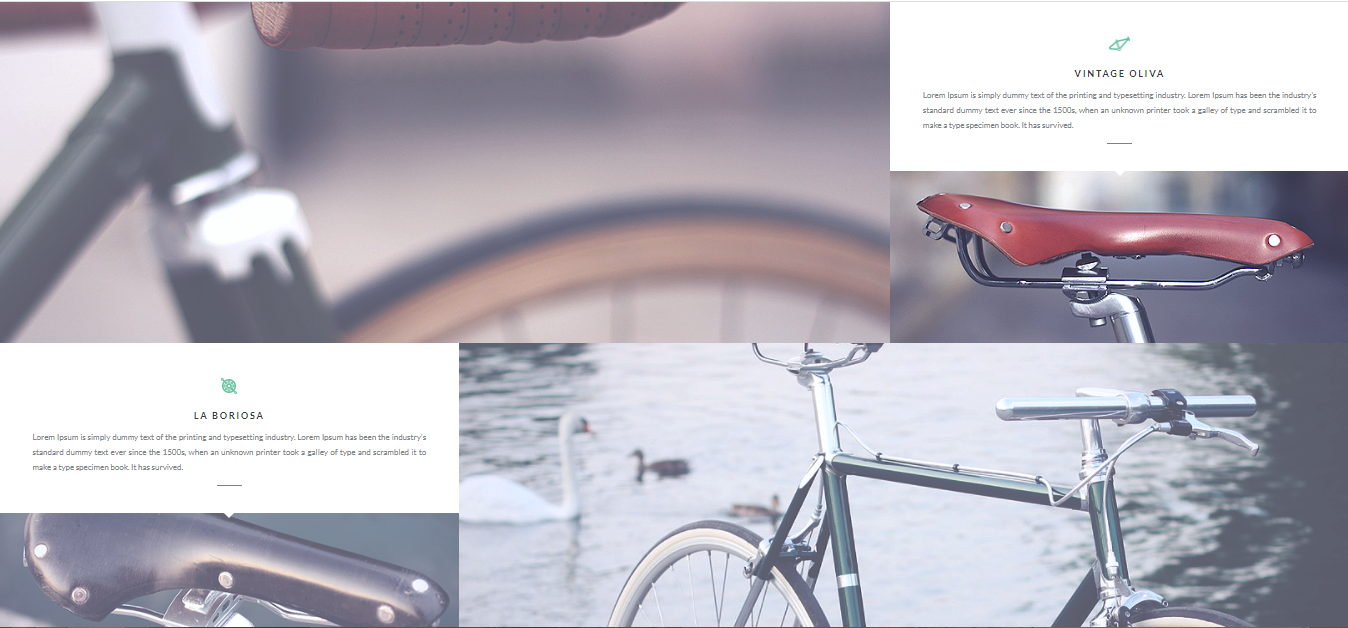 VINTAGE OLIVA
Lorem Ipsum is simply dummy text of the printing and typesetting industry. Lorem Ipsum has been the industry's
standard dummy text ever since the 1500s, when an unknown printer took a galley of type and scrambled it to
make a type specimen book. It has survived.
LA BORIOSA
Lorem Ipsum is simply dummy text of the printing and typesetting industry. Lorem Ipsum has been the industry's
standard dummy text ever since the 1500s, when an unknown printer took a galley of type and scrambled it to
make a type specimen book. It has survived.